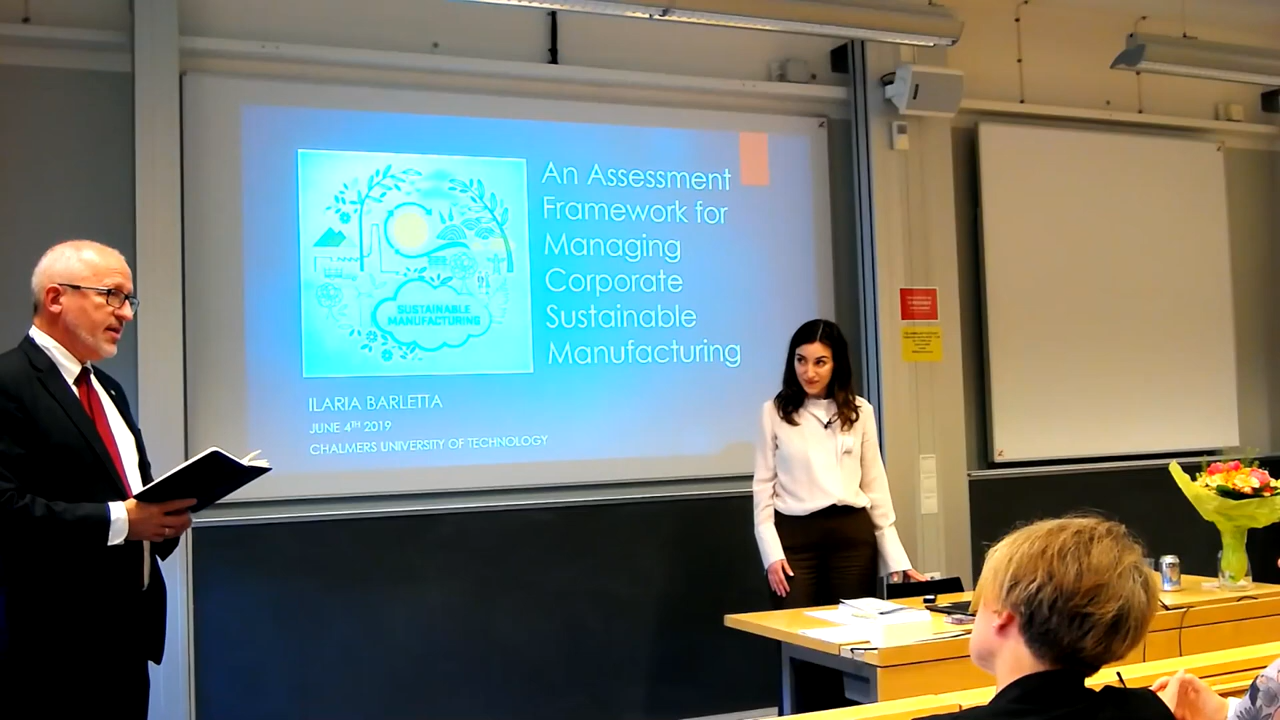 An Assessment
Framework for
Managing
Corporate
Sustainable
Manufacturing
SUSTAINABLE
MANUFACTURING
ILARIA BARLETTA
JUNE 4TH 2019
CHALMERS UNIVERSITY OF TECHNOLOGY